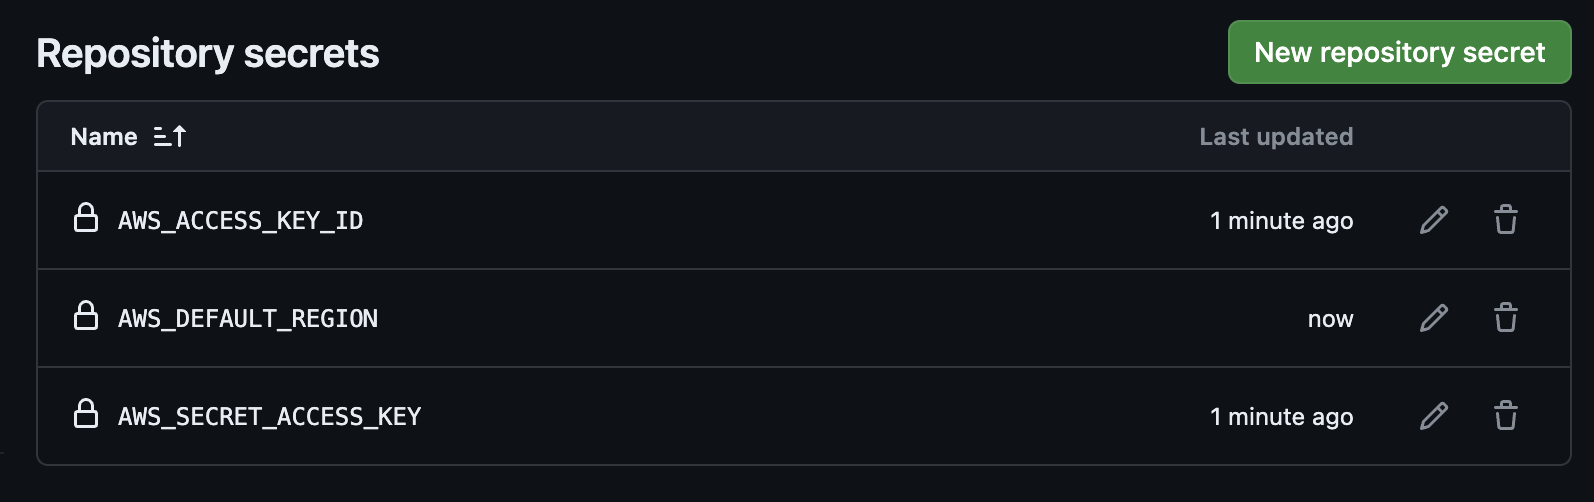 Repository secrets
New repository secret
Name
Last updated
AWS_ACCESS_KEY_ID
1 minute ago
AWS_DEFAULT_REGION
now
AWS_SECRET_ACCESS_KEY
1 minute ago